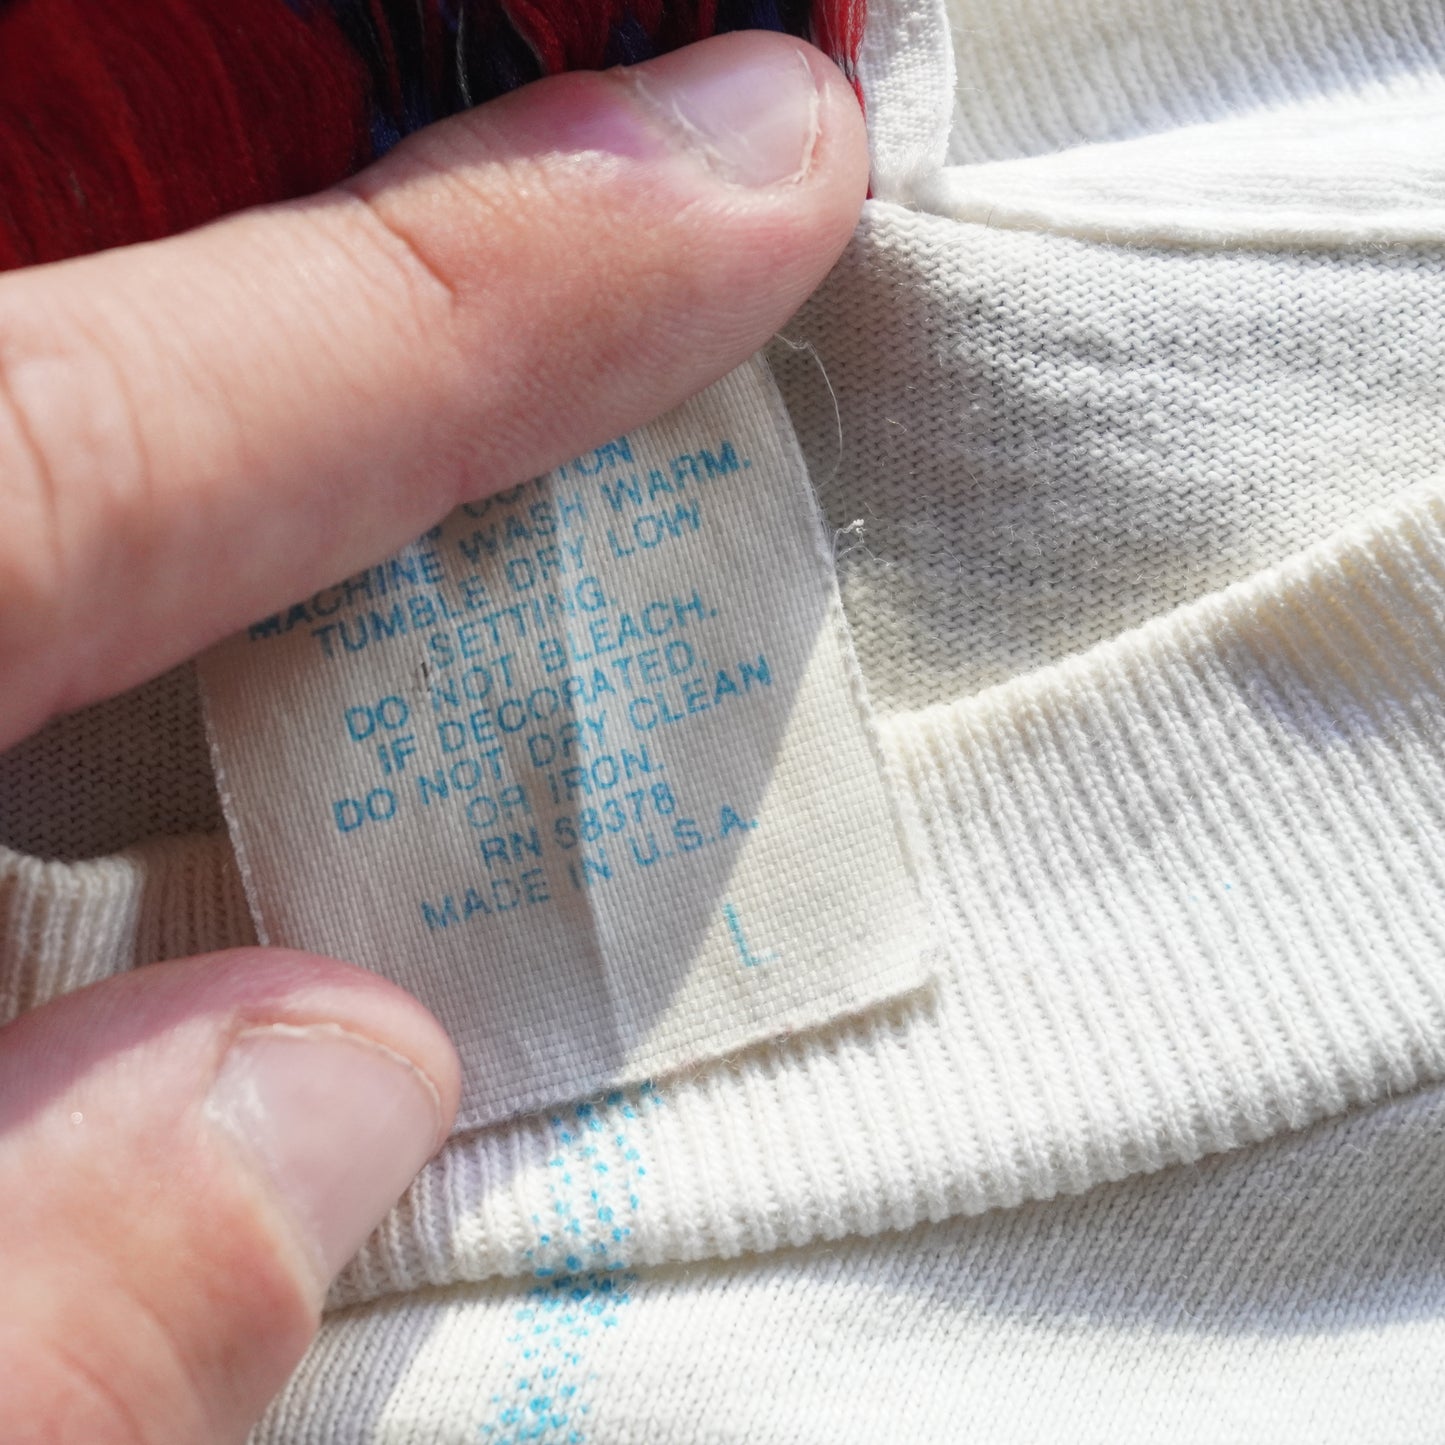 COTTON
MACHINE WASH WARM.
TUMBLE DRY LOW
SETTING.
DO NOT BLEACH.
IF DECORATED,
DO NOT DRY CLEAN
OR IRON.
RN 58378
MADE IN U.S.A.
L